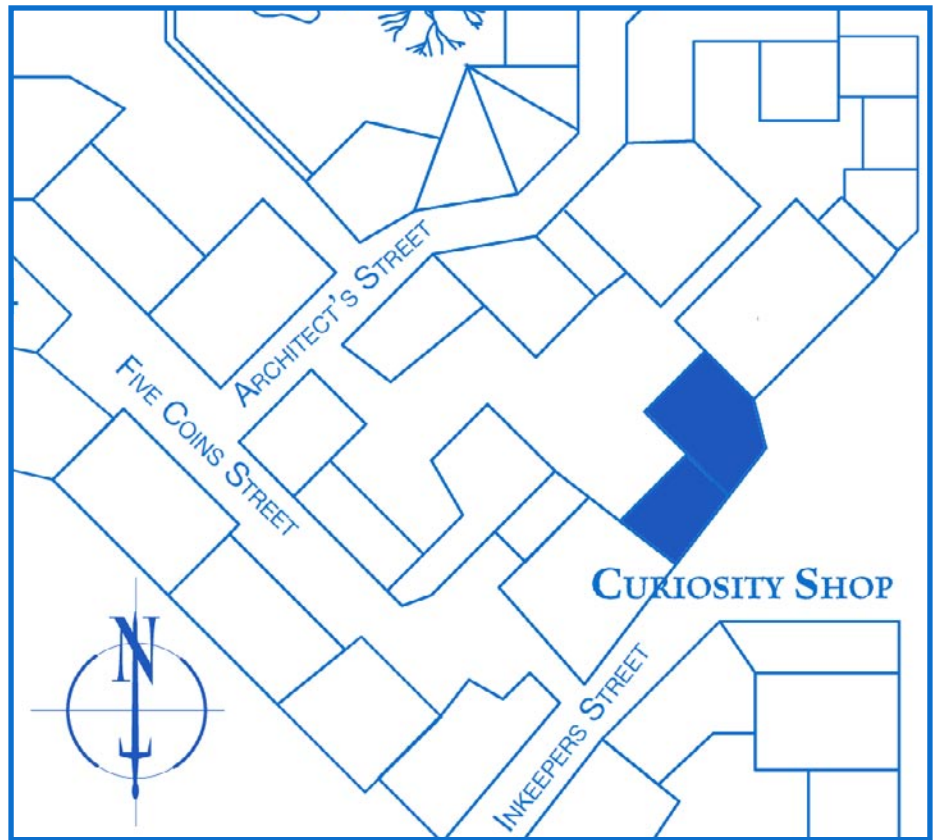 ARCHITECT'S STREET
FIVE COINS STREET
CURIOSITY SHOP
INKEEPERS STREET
N